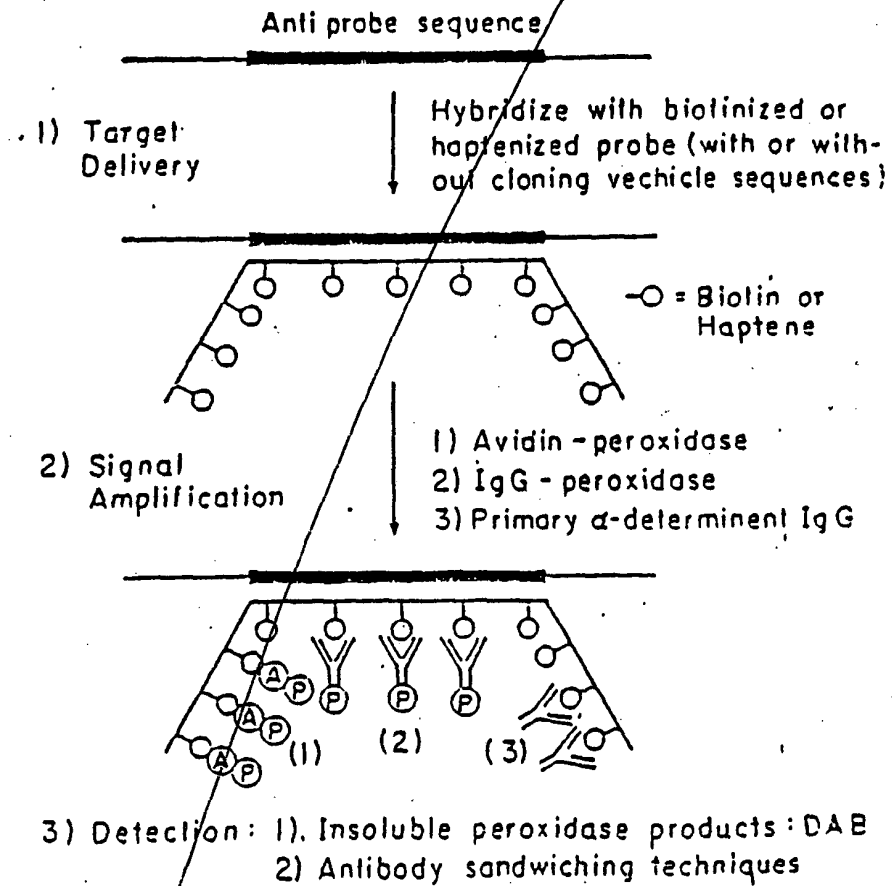 Anti probe sequence
1) Target
Delivery
Hybridize with biotinized or
haptenized probe (with or with-
out cloning vechicle sequences)
-O = Biotin or
Haptene
2) Signal
Amplification
1) Avidin - peroxidase
2) IgG - peroxidase
3) Primary α-determinent IgG
A P
A P
A P
(1)
P
P
P
(2)
(3)
3) Detection: 1). Insoluble peroxidase products: DAB
2) Antibody sandwiching techniques